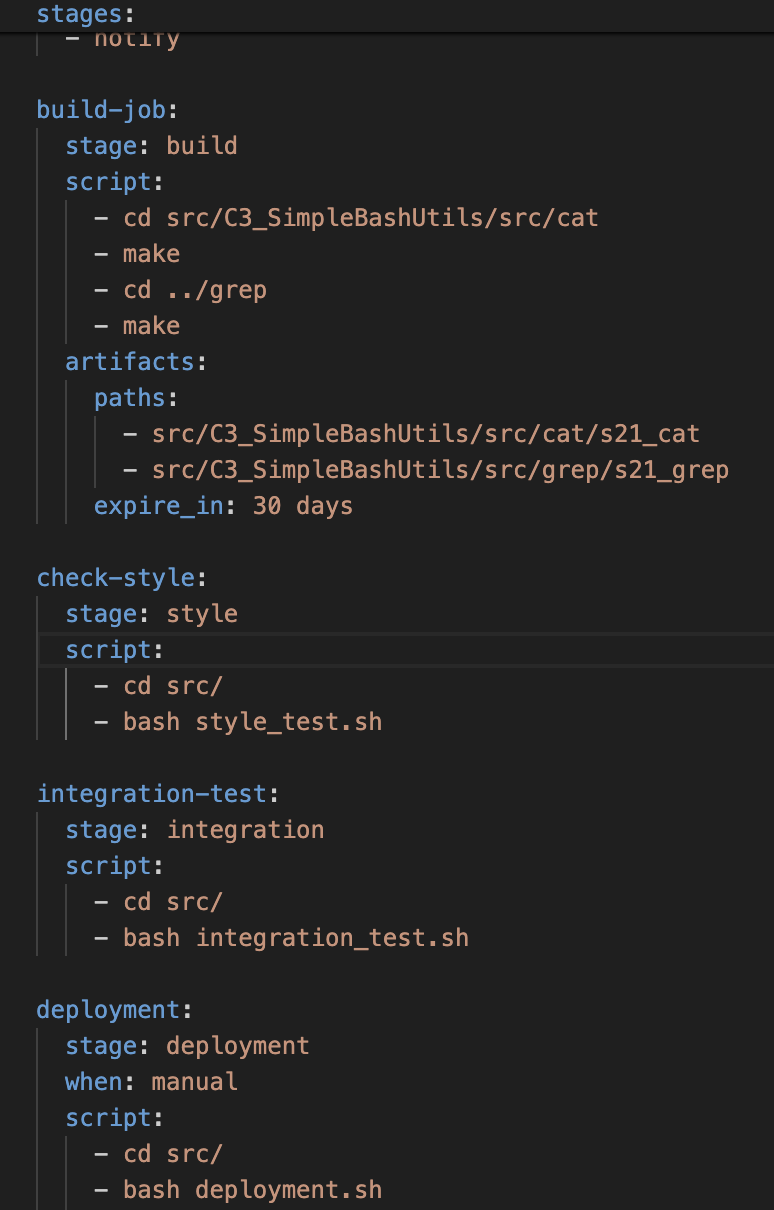 stages:
  - notify
build-job:
  stage: build
  script:
    - cd src/C3_SimpleBashUtils/src/cat
    - make
    - cd ../grep
    - make
  artifacts:
    paths:
      - src/C3_SimpleBashUtils/src/cat/s21_cat
      - src/C3_SimpleBashUtils/src/grep/s21_grep
    expire_in: 30 days
check-style:
  stage: style
  script:
    - cd src/
    - bash style_test.sh
integration-test:
  stage: integration
  script:
    - cd src/
    - bash integration_test.sh
deployment:
  stage: deployment
  when: manual
  script:
    - cd src/
    - bash deployment.sh